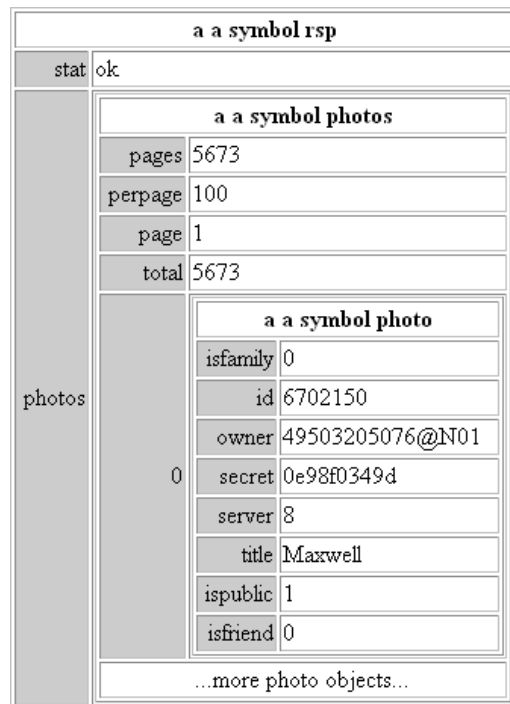 a a symbol rsp
stat ok
a a symbol photos
pages 5673
perpage 100
page 1
total 5673
a a symbol photo
isfamily 0
id 6702150
photos
owner 49503205076@N01
0
secret 0e98f0349d
server 8
title Maxwell
ispublic 1
isfriend 0
...more photo objects...